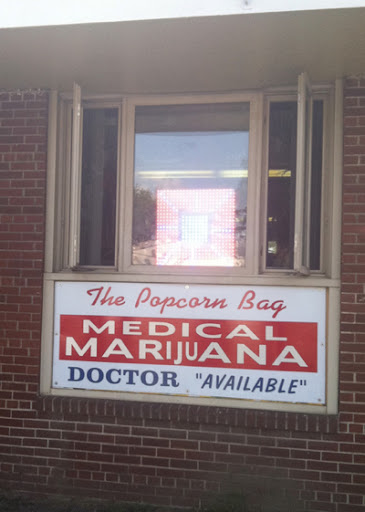 The Popcorn Bag
MEDICAL
MARIJUANA
DOCTOR "AVAILABLE"